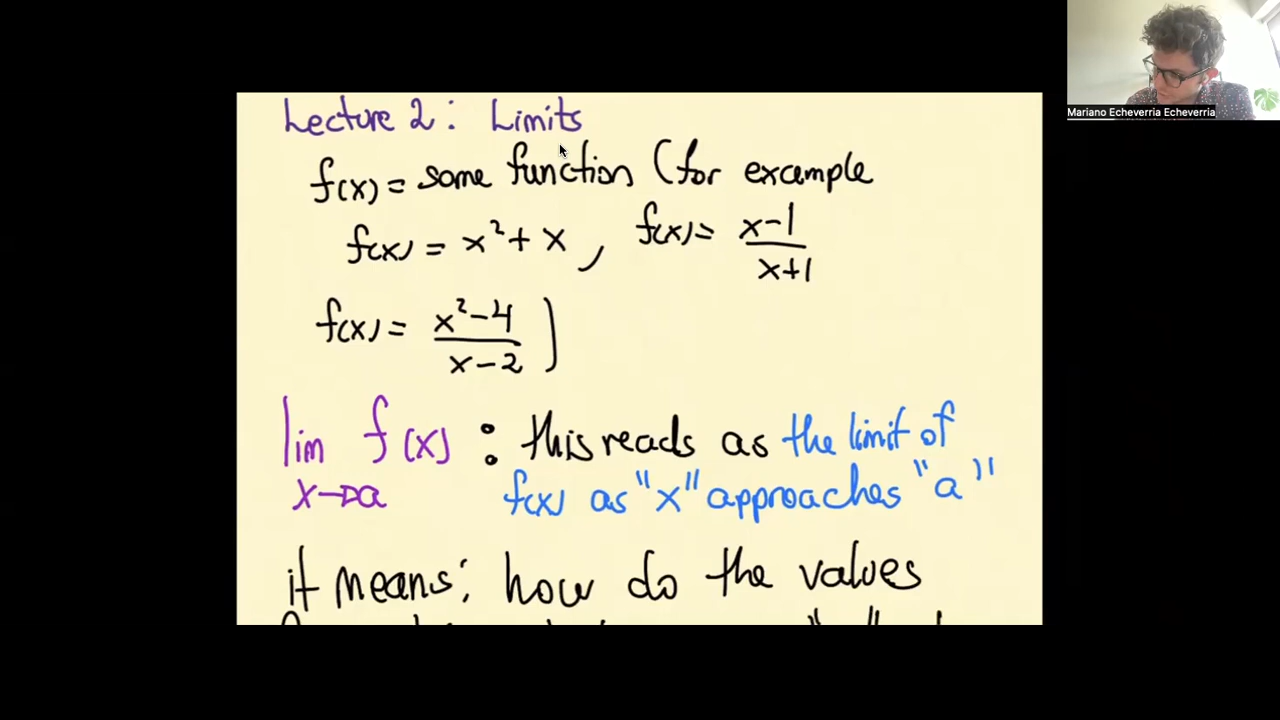 Lecture 2: Limits
f(x) = some function (for example
f(x) = x² + x, f(x) = (x-1)/(x+1)
f(x) = (x²-4)/(x-2) )
lim f(x) : this reads as the limit of
x→a f(x) as "x" approaches "a"
it means: how do the values
Mariano Echeverria Echeverria